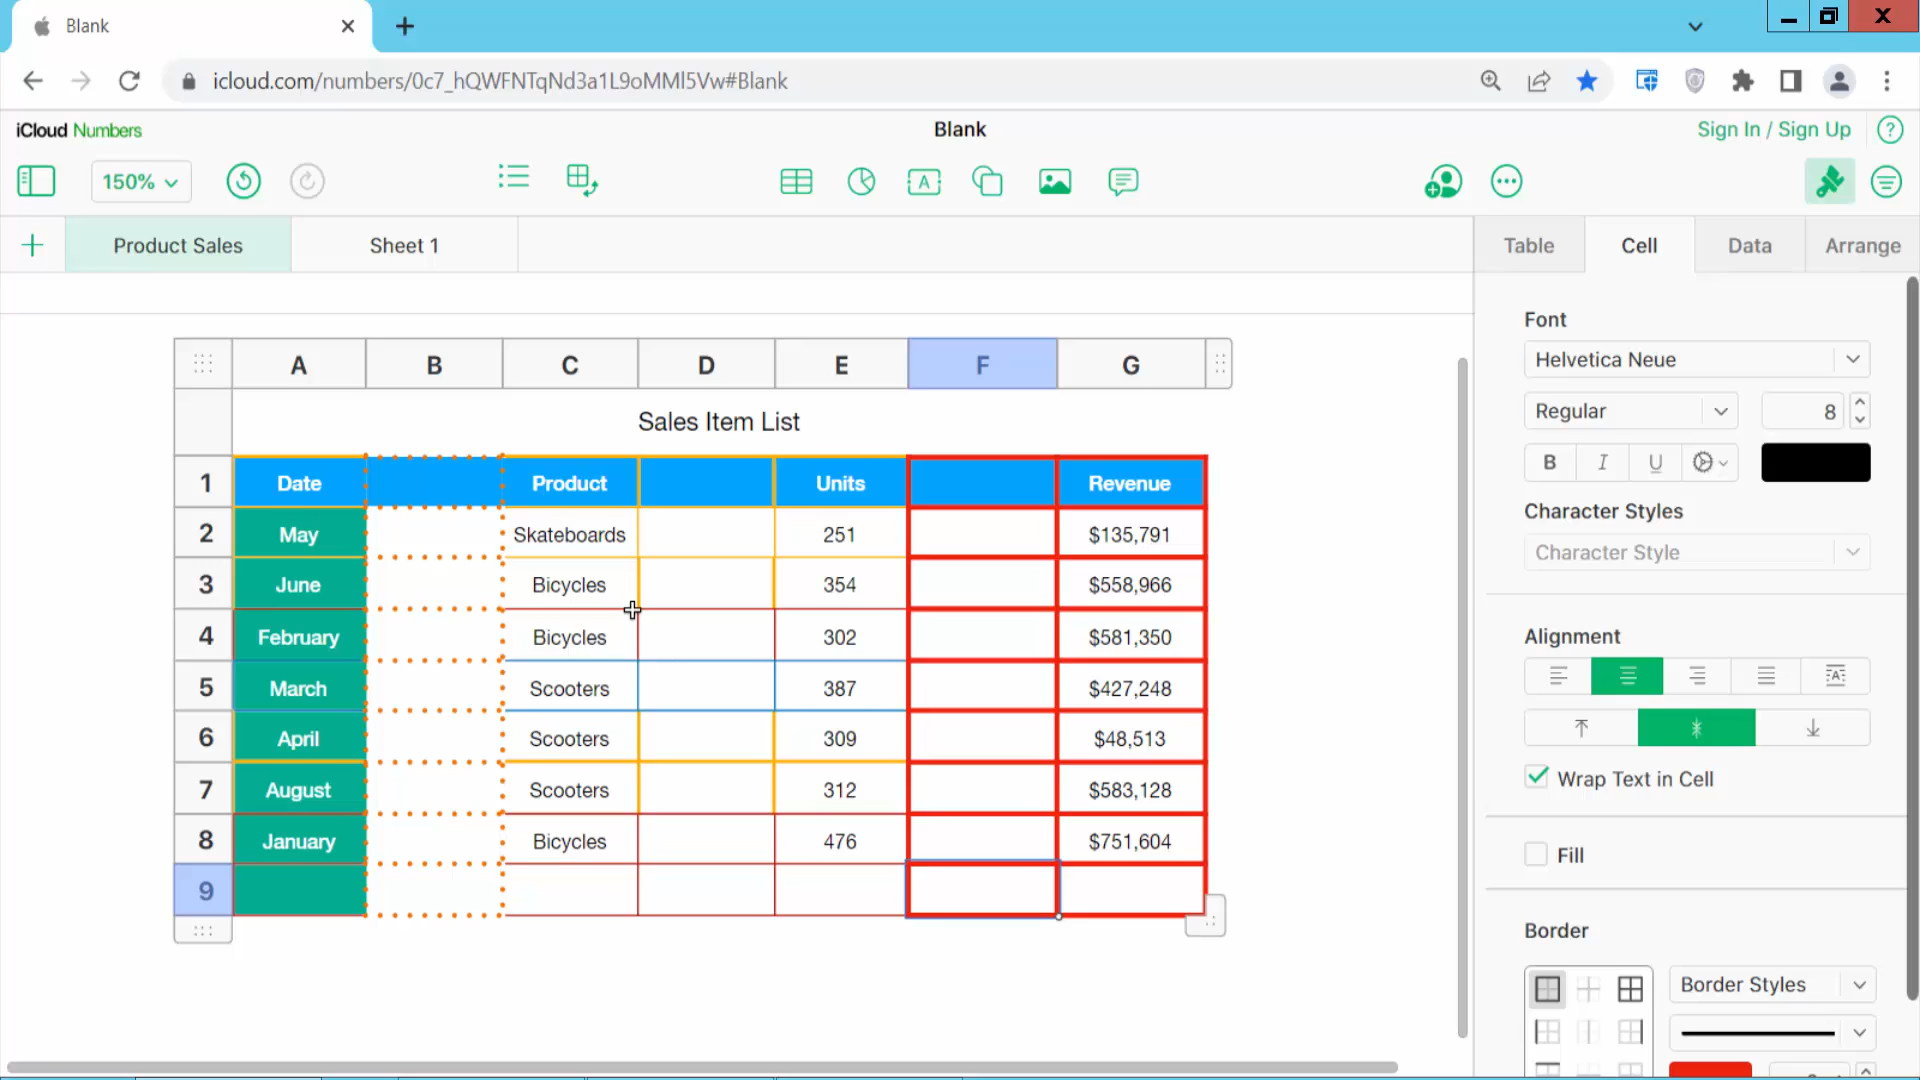 Blank
icloud.com/numbers/0c7_hQWFNTqNd3a1L9oMMl5Vw#Blank
iCloud Numbers
Blank
Sign In / Sign Up
?
150%
A
Product Sales
Sheet 1
Table
Cell
Data
Arrange
A B C D E F G
Sales Item List
1 Date Product Units Revenue
2 May Skateboards 251 $135,791
3 June Bicycles 354 $558,966
4 February Bicycles 302 $581,350
5 March Scooters 387 $427,248
6 April Scooters 309 $48,513
7 August Scooters 312 $583,128
8 January Bicycles 476 $751,604
9
Font
Helvetica Neue
Regular
8
B I U
Character Styles
Character Style
Alignment
A
Wrap Text in Cell
Fill
Border
Border Styles